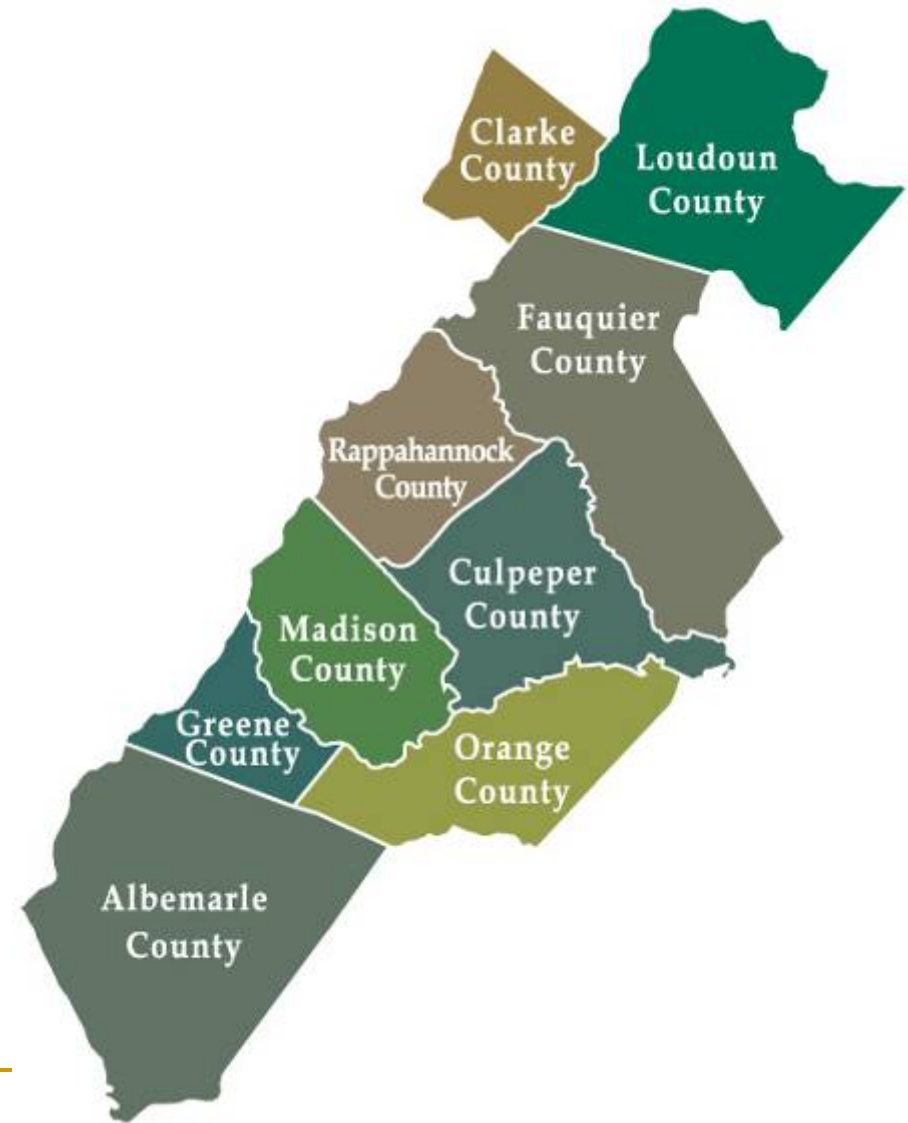 Clarke
County
Loudoun
County
Fauquier
County
Rappahannock
County
Culpeper
County
Madison
County
Greene
County
Orange
County
Albemarle
County